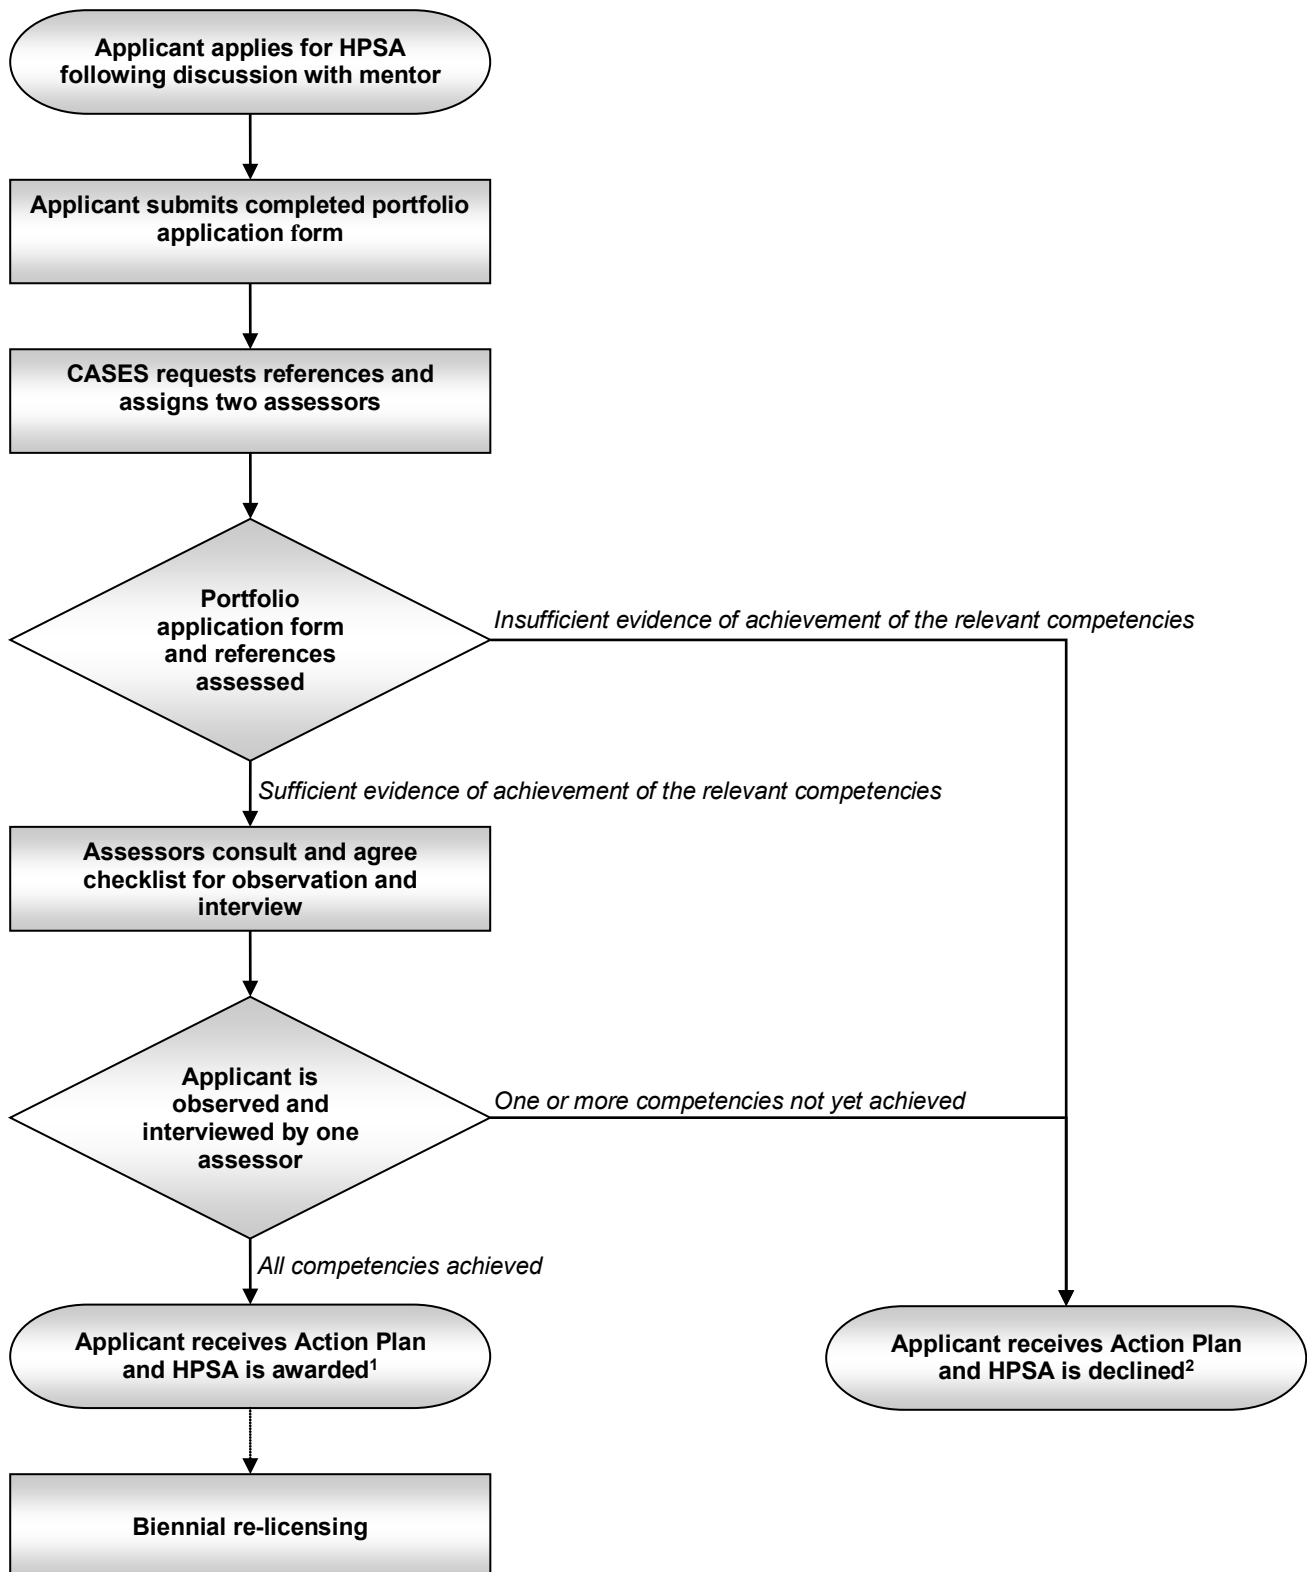 Applicant applies for HPSA
following discussion with mentor
Applicant submits completed portfolio
application form
CASES requests references and
assigns two assessors
Portfolio
application form
and references
assessed
Insufficient evidence of achievement of the relevant competencies
Sufficient evidence of achievement of the relevant competencies
Assessors consult and agree
checklist for observation and
interview
Applicant is
observed and
interviewed by one
assessor
One or more competencies not yet achieved
All competencies achieved
Applicant receives Action Plan
and HPSA is awarded¹
Applicant receives Action Plan
and HPSA is declined²
Biennial re-licensing